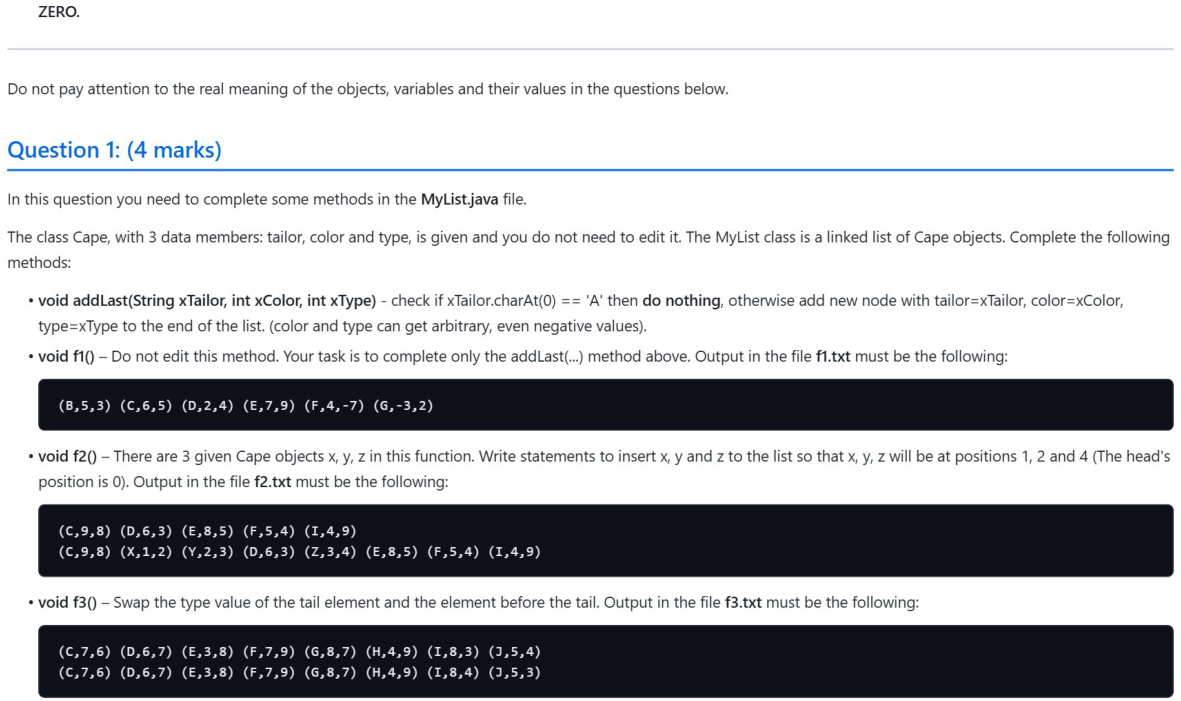 ZERO.
Do not pay attention to the real meaning of the objects, variables and their values in the questions below.
Question 1: (4 marks)
In this question you need to complete some methods in the MyList.java file.
The class Cape, with 3 data members: tailor, color and type, is given and you do not need to edit it. The MyList class is a linked list of Cape objects. Complete the following
methods:
• void addLast(String xTailor, int xColor, int xType) - check if xTailor.charAt(0) == 'A' then do nothing, otherwise add new node with tailor=xTailor, color=xColor,
type=xType to the end of the list. (color and type can get arbitrary, even negative values).
• void f1() – Do not edit this method. Your task is to complete only the addLast(...) method above. Output in the file f1.txt must be the following:
(B,5,3) (C,6,5) (D,2,4) (E,7,9) (F,4,-7) (G,-3,2)
• void f2() – There are 3 given Cape objects x, y, z in this function. Write statements to insert x, y and z to the list so that x, y, z will be at positions 1, 2 and 4 (The head's
position is 0). Output in the file f2.txt must be the following:
(C,9,8) (D,6,3) (E,8,5) (F,5,4) (I,4,9)
(C,9,8) (X,1,2) (Y,2,3) (D,6,3) (Z,3,4) (E,8,5) (F,5,4) (I,4,9)
• void f3() – Swap the type value of the tail element and the element before the tail. Output in the file f3.txt must be the following:
(C,7,6) (D,6,7) (E,3,8) (F,7,9) (G,8,7) (H,4,9) (I,8,3) (J,5,4)
(C,7,6) (D,6,7) (E,3,8) (F,7,9) (G,8,7) (H,4,9) (I,8,4) (J,5,3)